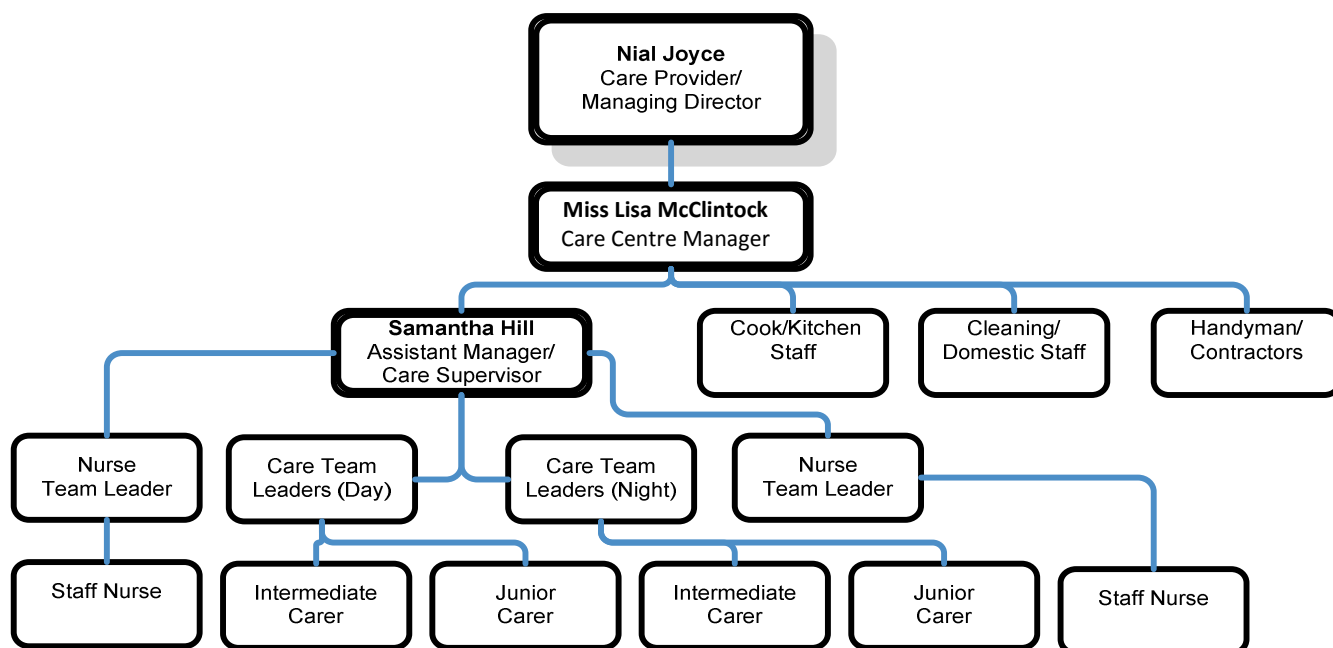 Nial Joyce
Care Provider/
Managing Director
Miss Lisa McClintock
Care Centre Manager
Samantha Hill
Assistant Manager/
Care Supervisor
Cook/Kitchen
Staff
Cleaning/
Domestic Staff
Handyman/
Contractors
Nurse
Team Leader
Care Team
Leaders (Day)
Care Team
Leaders (Night)
Nurse
Team Leader
Staff Nurse
Intermediate
Carer
Junior
Carer
Intermediate
Carer
Junior
Carer
Staff Nurse